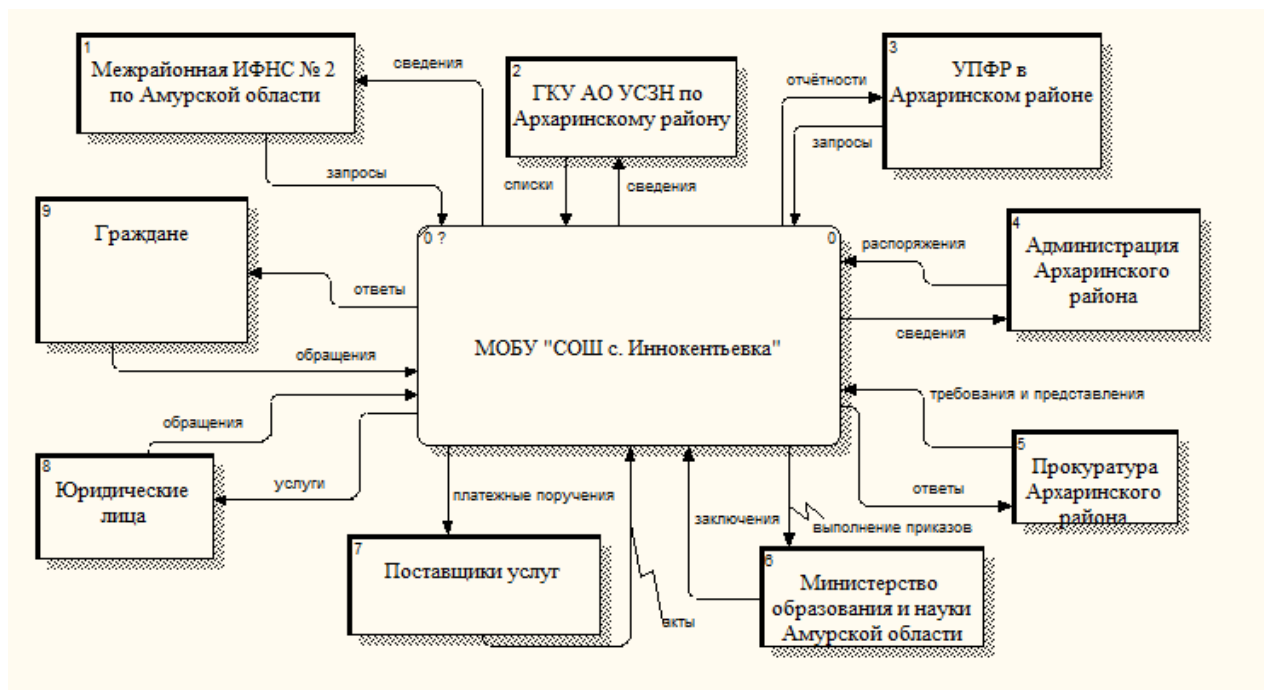 1
Межрайонная ИФНС № 2
по Амурской области
сведения
2
ГКУ АО УСЗН по
Архаринскому району
3
УПФР в
Архаринском районе
отчётности
запросы
запросы
списки
сведения
9
Граждане
0 ?
0
распоряжения
4
Администрация
Архаринского
района
ответы
сведения
МОБУ "СОШ с. Иннокентьевка"
обращения
требования и представления
обращения
5
Прокуратура
Архаринского
района
8
Юридические
лица
услуги
платежные поручения
заключения
ответы
выполнение приказов
7
Поставщики услуг
6
Министерство
образования и науки
Амурской области
акты